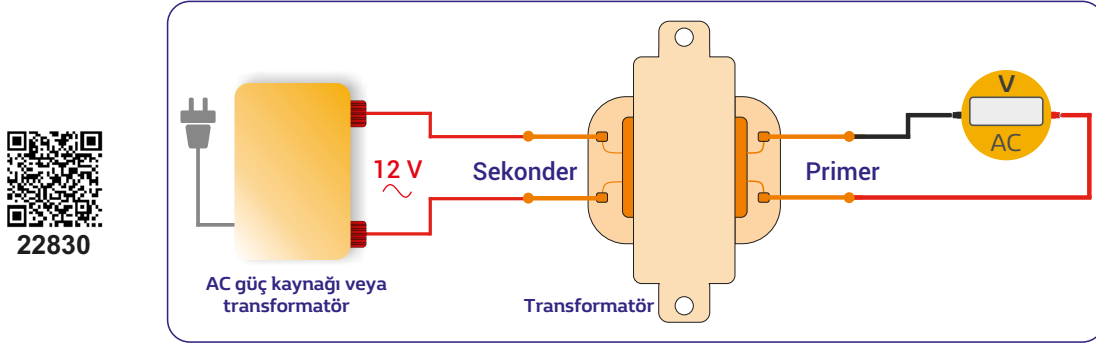 22830
12 V
Sekonder
Primer
V
AC
AC güç kaynağı veya
transformatör
Transformatör